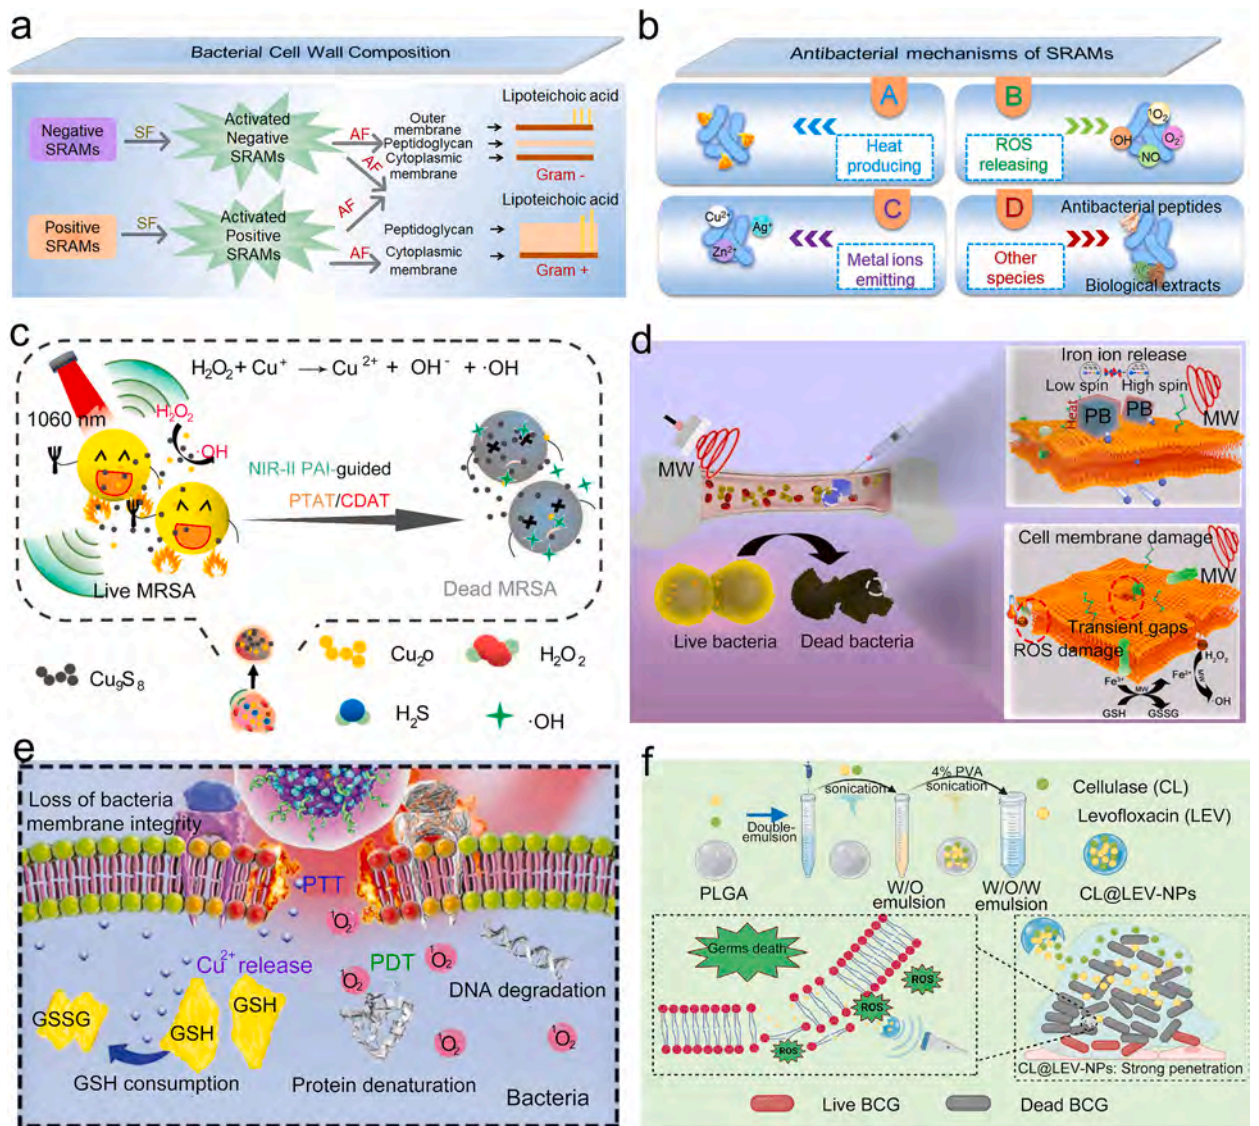 a
Bacterial Cell Wall Composition
Negative
SRAMs
SF
Activated
Negative
SRAMs
AF
AF
Outer
membrane
Peptidoglycan
Cytoplasmic
membrane
Lipoteichoic acid
Gram -
Positive
SRAMs
SF
Activated
Positive
SRAMs
AF
AF
Peptidoglycan
Cytoplasmic
membrane
Lipoteichoic acid
Gram +
b
Antibacterial mechanisms of SRAMs
A
Heat
producing
B
ROS
releasing
¹O₂
·OH
O₂⁻
·NO
C
Metal ions
emitting
Cu²⁺
Ag⁺
Zn²⁺
D
Other
species
Antibacterial peptides
Biological extracts
c
H₂O₂ + Cu⁺ → Cu²⁺ + OH⁻ + ·OH
1060 nm
H₂O₂
·OH
NIR-II PAI-guided
PTAT/CDAT
Live MRSA
Dead MRSA
Cu₉S₈
Cu₂o
H₂O₂
H₂S
·OH
d
MW
Live bacteria
Dead bacteria
Iron ion release
Low spin
High spin
Heat
PB
PB
MW
Cell membrane damage
MW
Transient gaps
ROS damage
H₂O₂
MW
·OH
Fe³⁺
Fe²⁺
MW
GSH
GSSG
e
Loss of bacteria
membrane integrity
PTT
¹O₂
Cu²⁺ release
PDT
¹O₂
¹O₂
DNA degradation
GSSG
GSH
GSH
GSH consumption
¹O₂
¹O₂
Protein denaturation
Bacteria
f
Double-
emulsion
sonication
4% PVA
sonication
PLGA
W/O
emulsion
W/O/W
emulsion
Cellulase (CL)
Levofloxacin (LEV)
CL@LEV-NPs
Germs death
ROS
ROS
ROS
CL@LEV-NPs: Strong penetration
Live BCG
Dead BCG